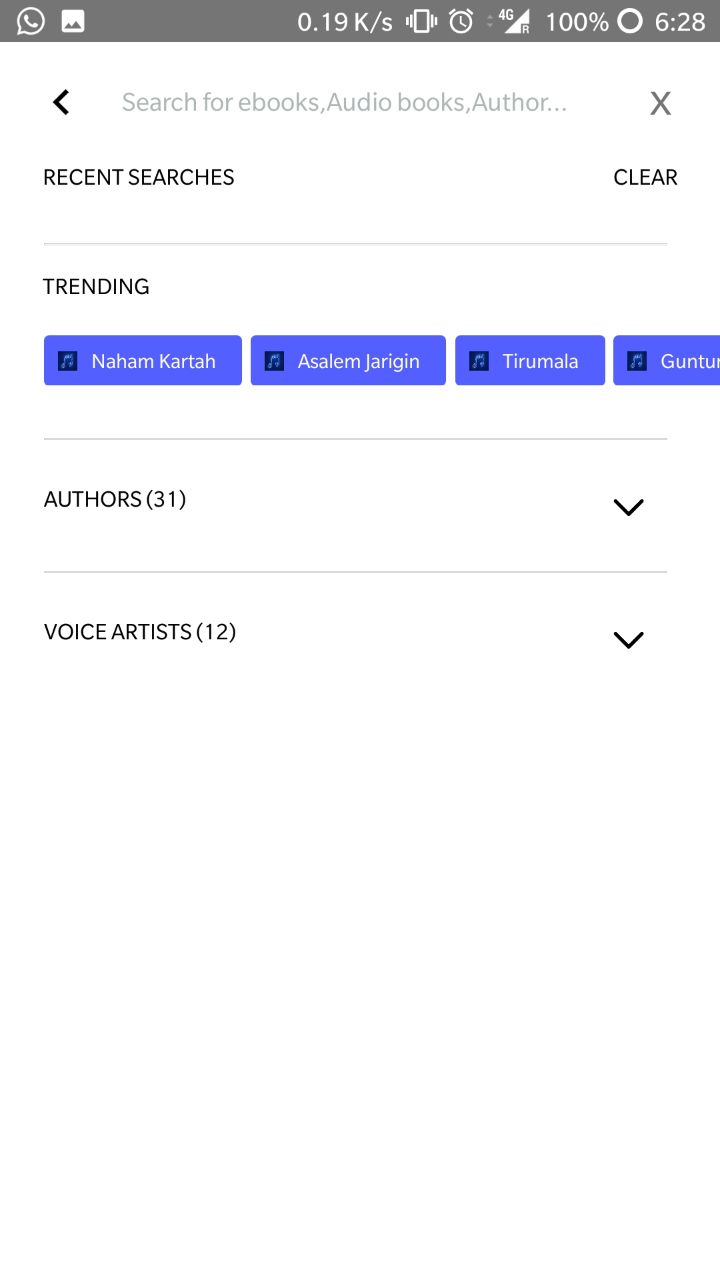 0.19 K/s 4G R 100% 6:28
Search for ebooks,Audio books,Author...
X
RECENT SEARCHES CLEAR
TRENDING
Naham Kartah Asalem Jarigin Tirumala Guntur
AUTHORS (31)
VOICE ARTISTS (12)